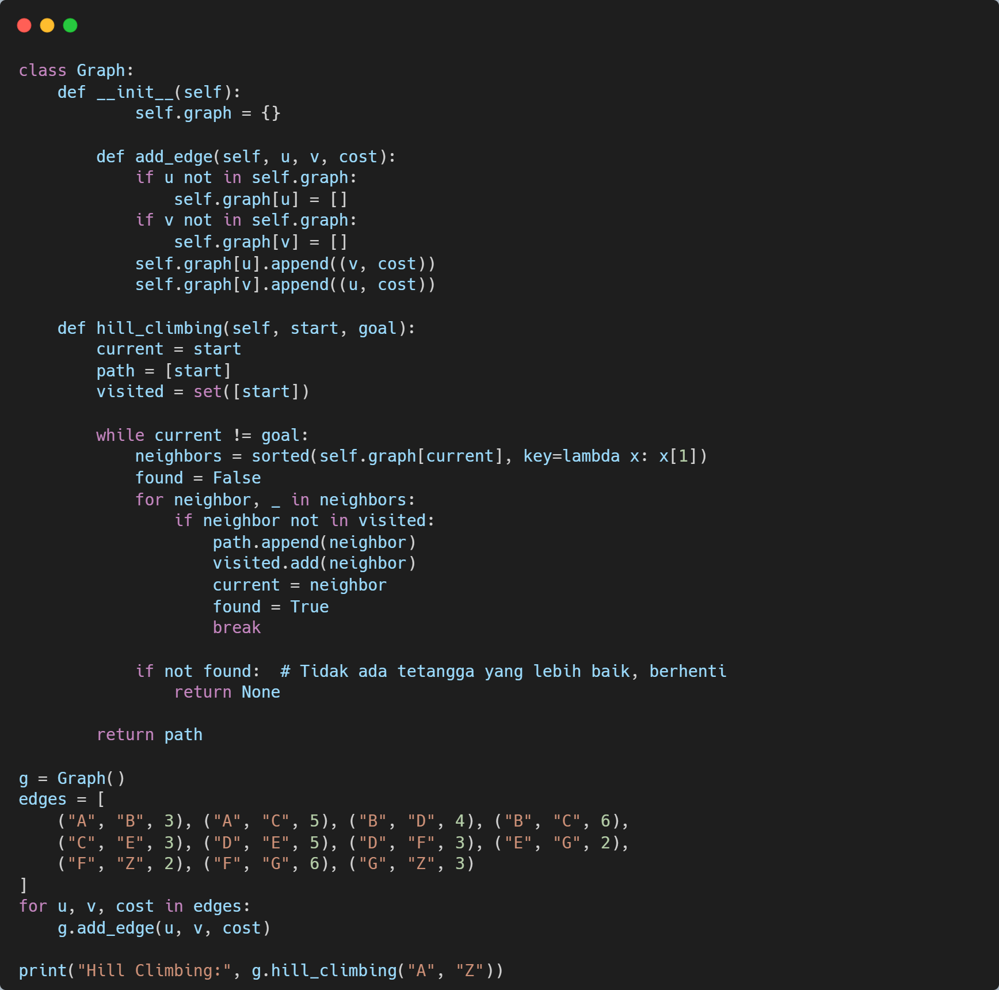 class Graph:
    def __init__(self):
            self.graph = {}

        def add_edge(self, u, v, cost):
            if u not in self.graph:
                self.graph[u] = []
            if v not in self.graph:
                self.graph[v] = []
            self.graph[u].append((v, cost))
            self.graph[v].append((u, cost))

    def hill_climbing(self, start, goal):
        current = start
        path = [start]
        visited = set([start])

        while current != goal:
            neighbors = sorted(self.graph[current], key=lambda x: x[1])
            found = False
            for neighbor, _ in neighbors:
                if neighbor not in visited:
                    path.append(neighbor)
                    visited.add(neighbor)
                    current = neighbor
                    found = True
                    break

            if not found:  # Tidak ada tetangga yang lebih baik, berhenti
                return None

        return path

g = Graph()
edges = [
    ("A", "B", 3), ("A", "C", 5), ("B", "D", 4), ("B", "C", 6),
    ("C", "E", 3), ("D", "E", 5), ("D", "F", 3), ("E", "G", 2),
    ("F", "Z", 2), ("F", "G", 6), ("G", "Z", 3)
]
for u, v, cost in edges:
    g.add_edge(u, v, cost)

print("Hill Climbing:", g.hill_climbing("A", "Z"))